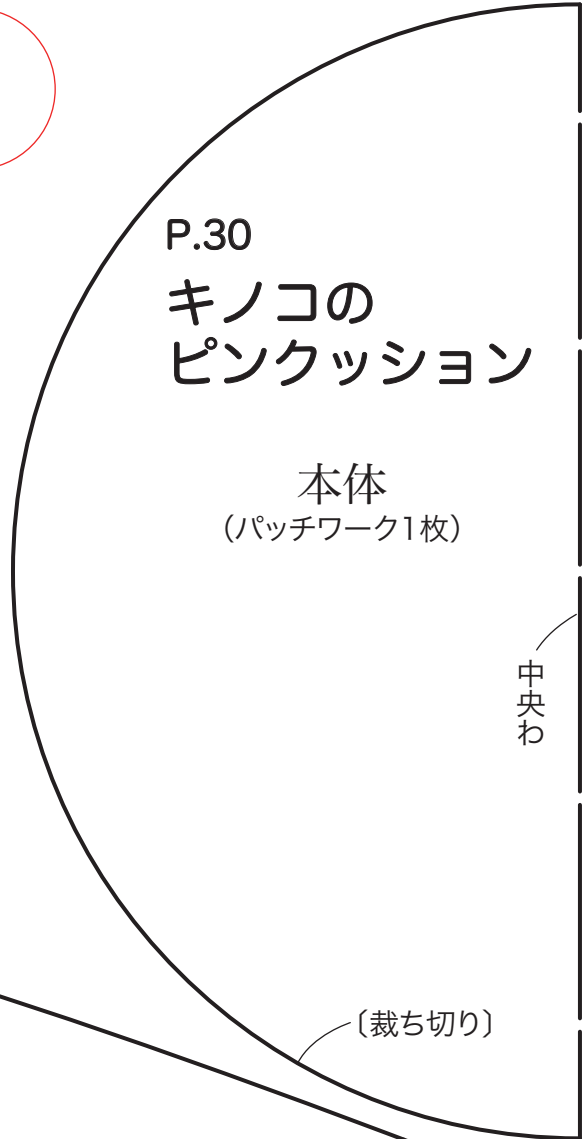 P.30
キノコの
ピンクッション
本体
（パッチワーク1枚）
中央わ
〔裁ち切り〕